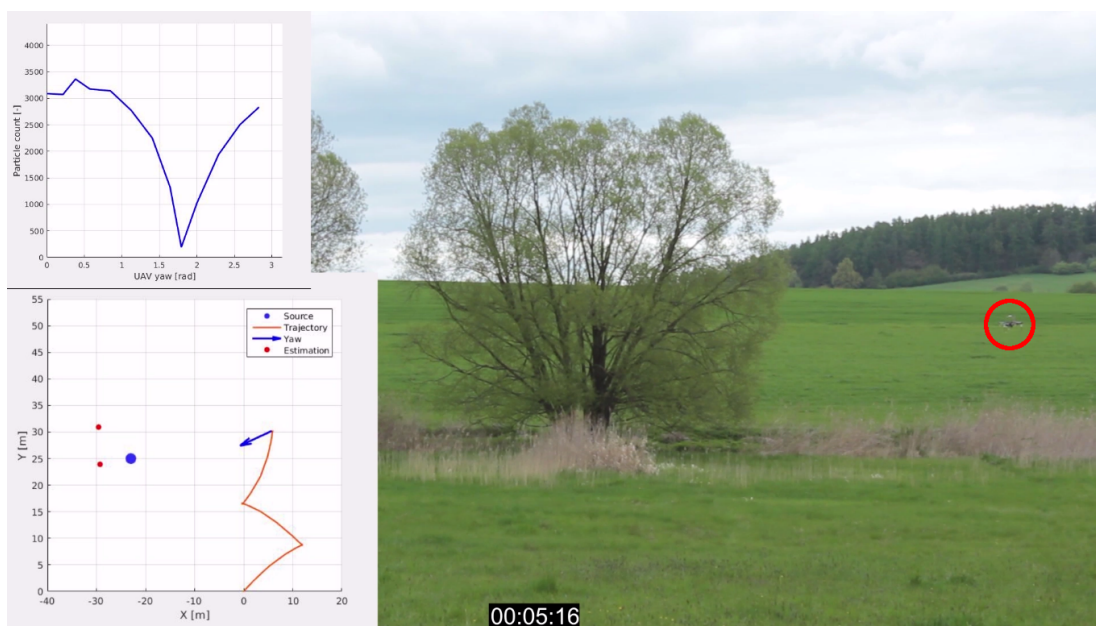 4000
3500
3000
2500
2000
1500
1000
500
0
Particle count [-]
0 0.5 1 1.5 2 2.5 3
UAV yaw [rad]
55
50
45
40
35
30
25
20
15
10
5
0
Y [m]
Source
Trajectory
Yaw
Estimation
-40 -30 -20 -10 0 10 20
X [m]
00:05:16